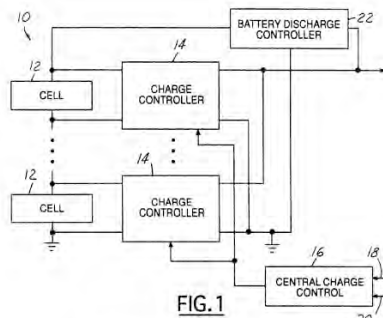 10
BATTERY DISCHARGE
CONTROLLER
22
14
12
CELL
CHARGE
CONTROLLER
14
12
CELL
CHARGE
CONTROLLER
16
18
CENTRAL CHARGE
CONTROL
FIG.1
20